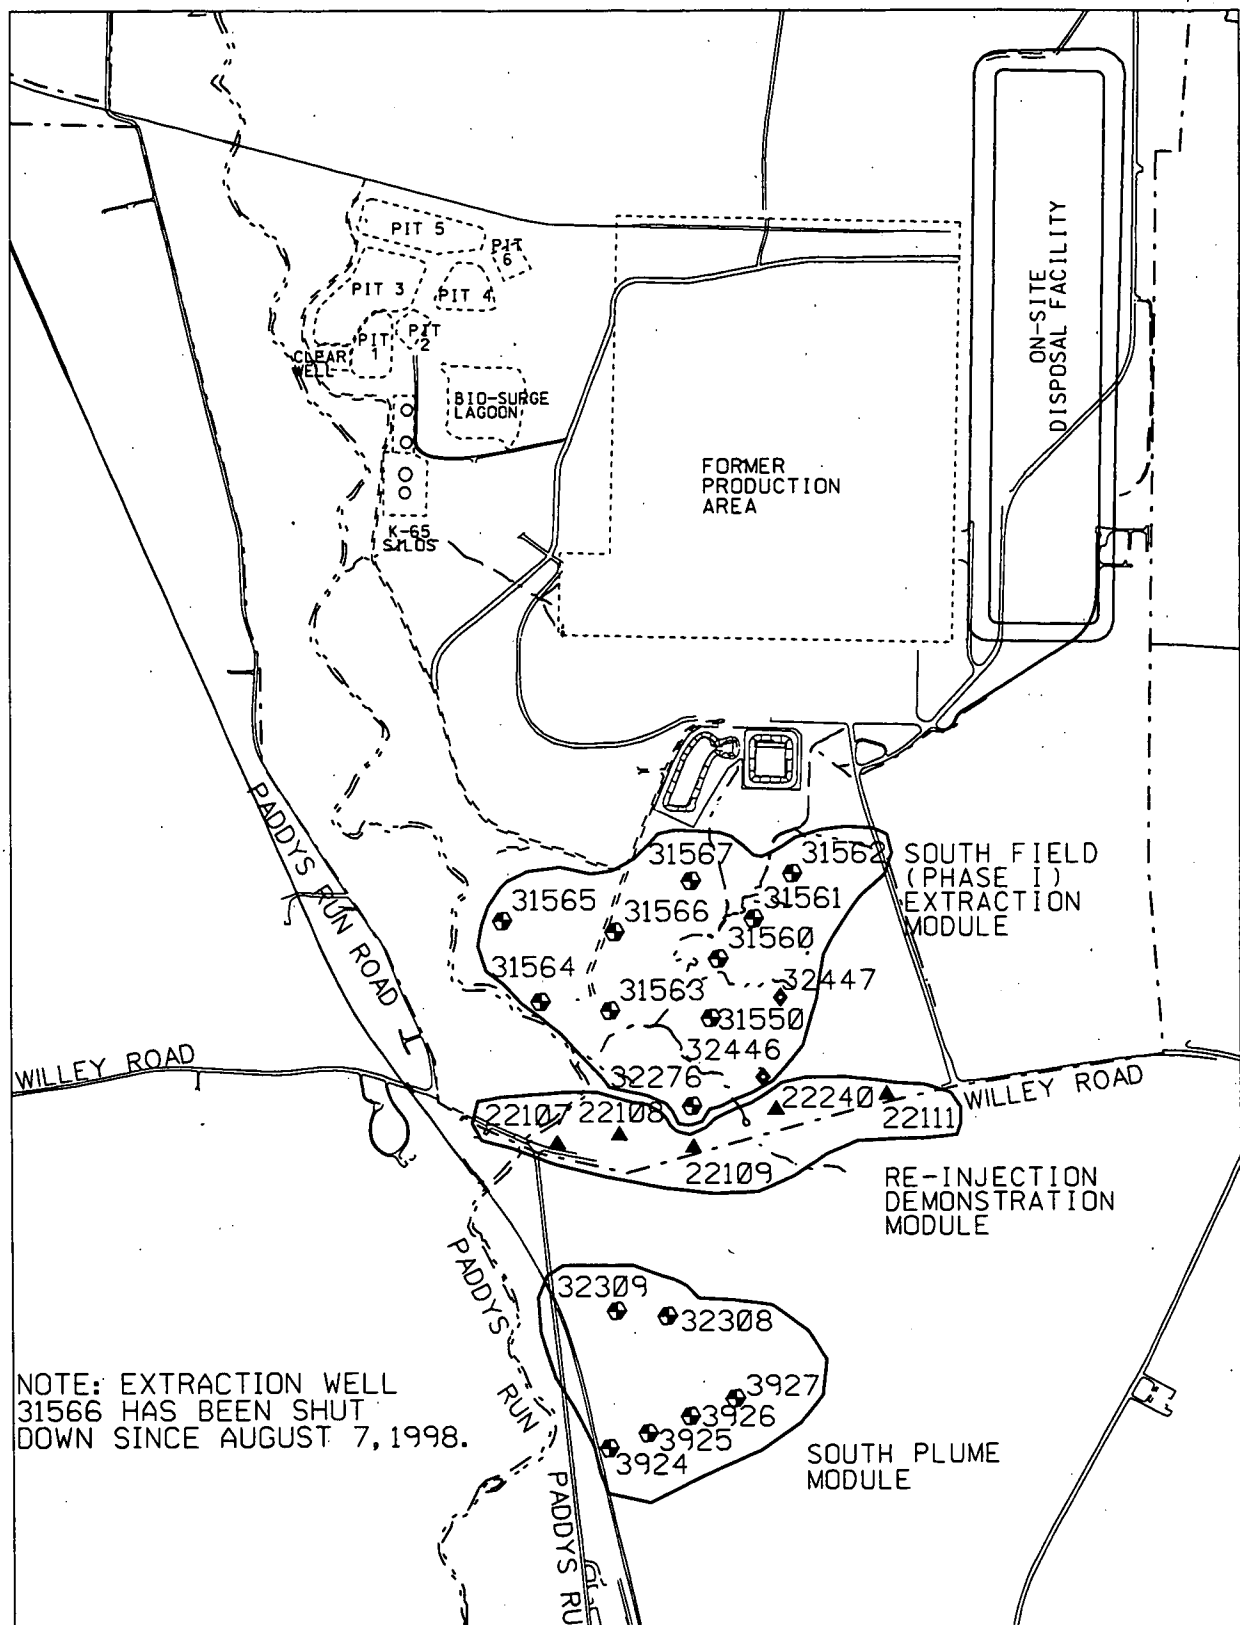 PIT 5
PIT
6
PIT 3
PIT 4
PIT
1
PIT
2
CLEAR
WELL
BIO-SURGE
LAGOON
K-65
SILOS
FORMER
PRODUCTION
AREA
ON-SITE
DISPOSAL FACILITY
PADDYS RUN ROAD
31567
31562
SOUTH FIELD
(PHASE I)
EXTRACTION
MODULE
31565
31566
31561
31560
31564
31563
32447
31550
32446
32276
WILLEY ROAD
WILLEY ROAD
22107
22108
22240
22111
22109
RE-INJECTION
DEMONSTRATION
MODULE
PADDYS
RUN
32309
32308
3927
3926
3925
3924
SOUTH PLUME
MODULE
NOTE: EXTRACTION WELL
31566 HAS BEEN SHUT
DOWN SINCE AUGUST 7, 1998.
PADDYS RU